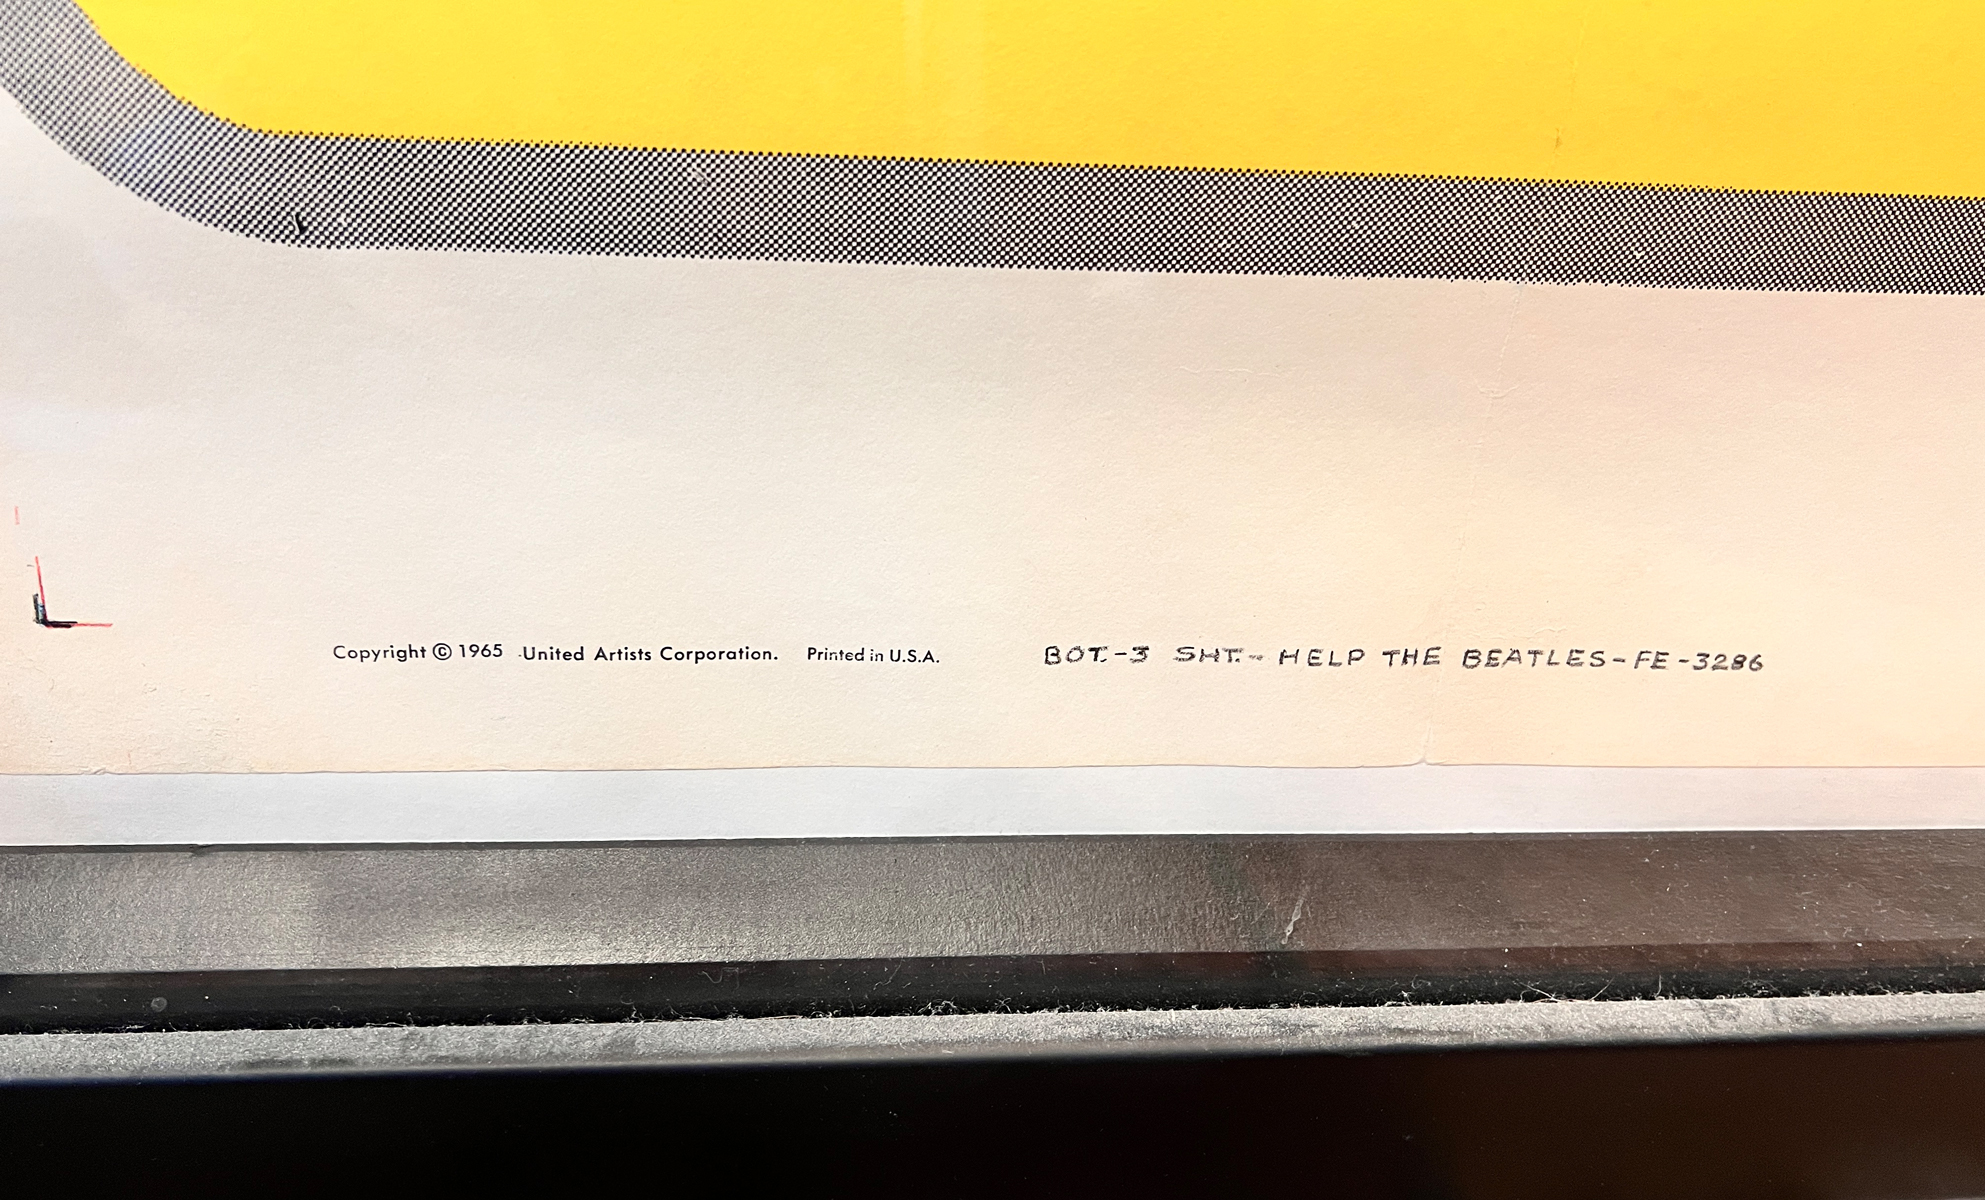 Copyright © 1965 United Artists Corporation. Printed in U.S.A. BOT.-3 SHT.- HELP THE BEATLES-FE-3286